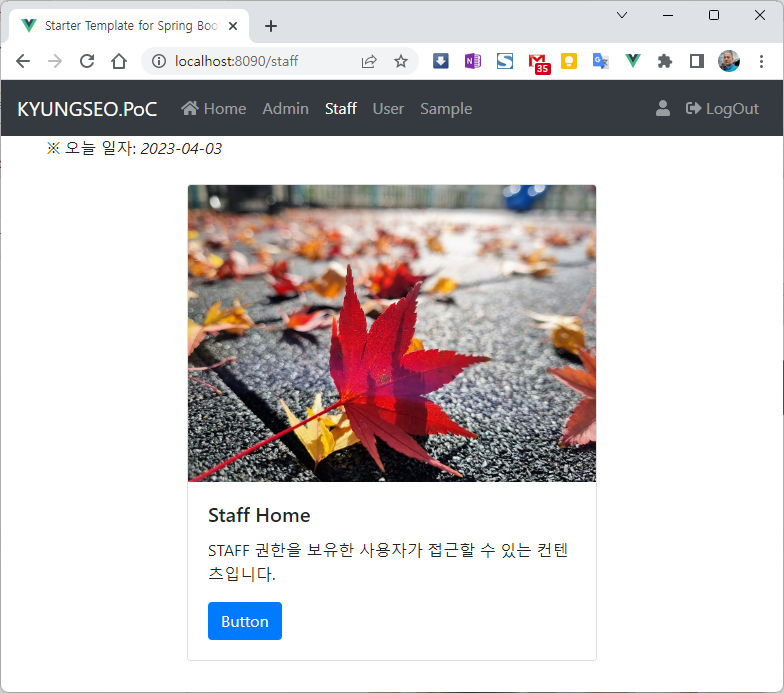 Starter Template for Spring Boo
localhost:8090/staff
35
KYUNGSEO.PoC Home Admin Staff User Sample LogOut
※ 오늘 일자: 2023-04-03
Staff Home
STAFF 권한을 보유한 사용자가 접근할 수 있는 컨텐
츠입니다.
Button